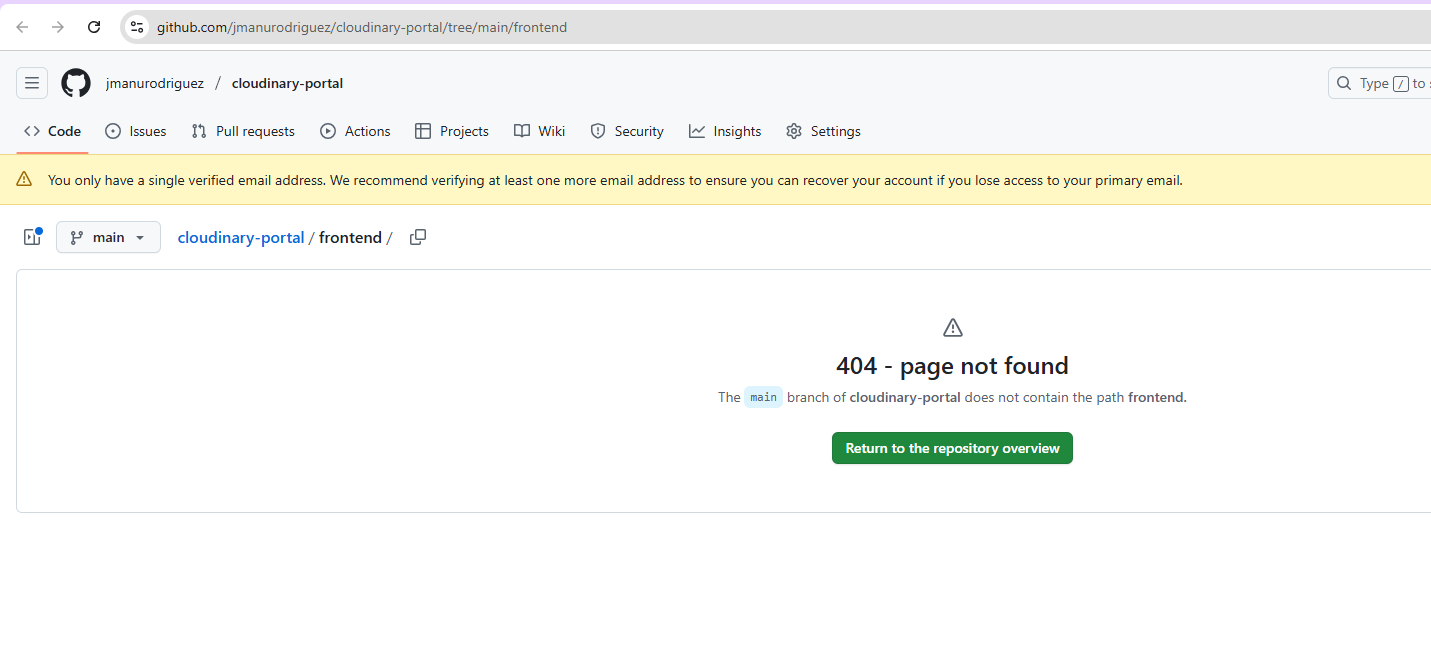 github.com/jmanurodriguez/cloudinary-portal/tree/main/frontend
jmanurodriguez / cloudinary-portal
Type / to s
Code Issues Pull requests Actions Projects Wiki Security Insights Settings
You only have a single verified email address. We recommend verifying at least one more email address to ensure you can recover your account if you lose access to your primary email.
main cloudinary-portal / frontend /
404 - page not found
The main branch of cloudinary-portal does not contain the path frontend.
Return to the repository overview